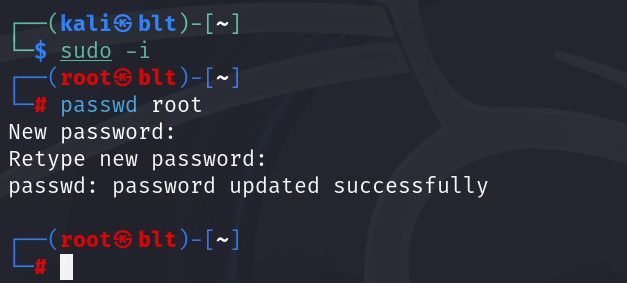 ┌──(kali㉿blt)-[~]
└─$ sudo -i
┌──(root㉿blt)-[~]
└─# passwd root
New password:
Retype new password:
passwd: password updated successfully
┌──(root㉿blt)-[~]
└─#